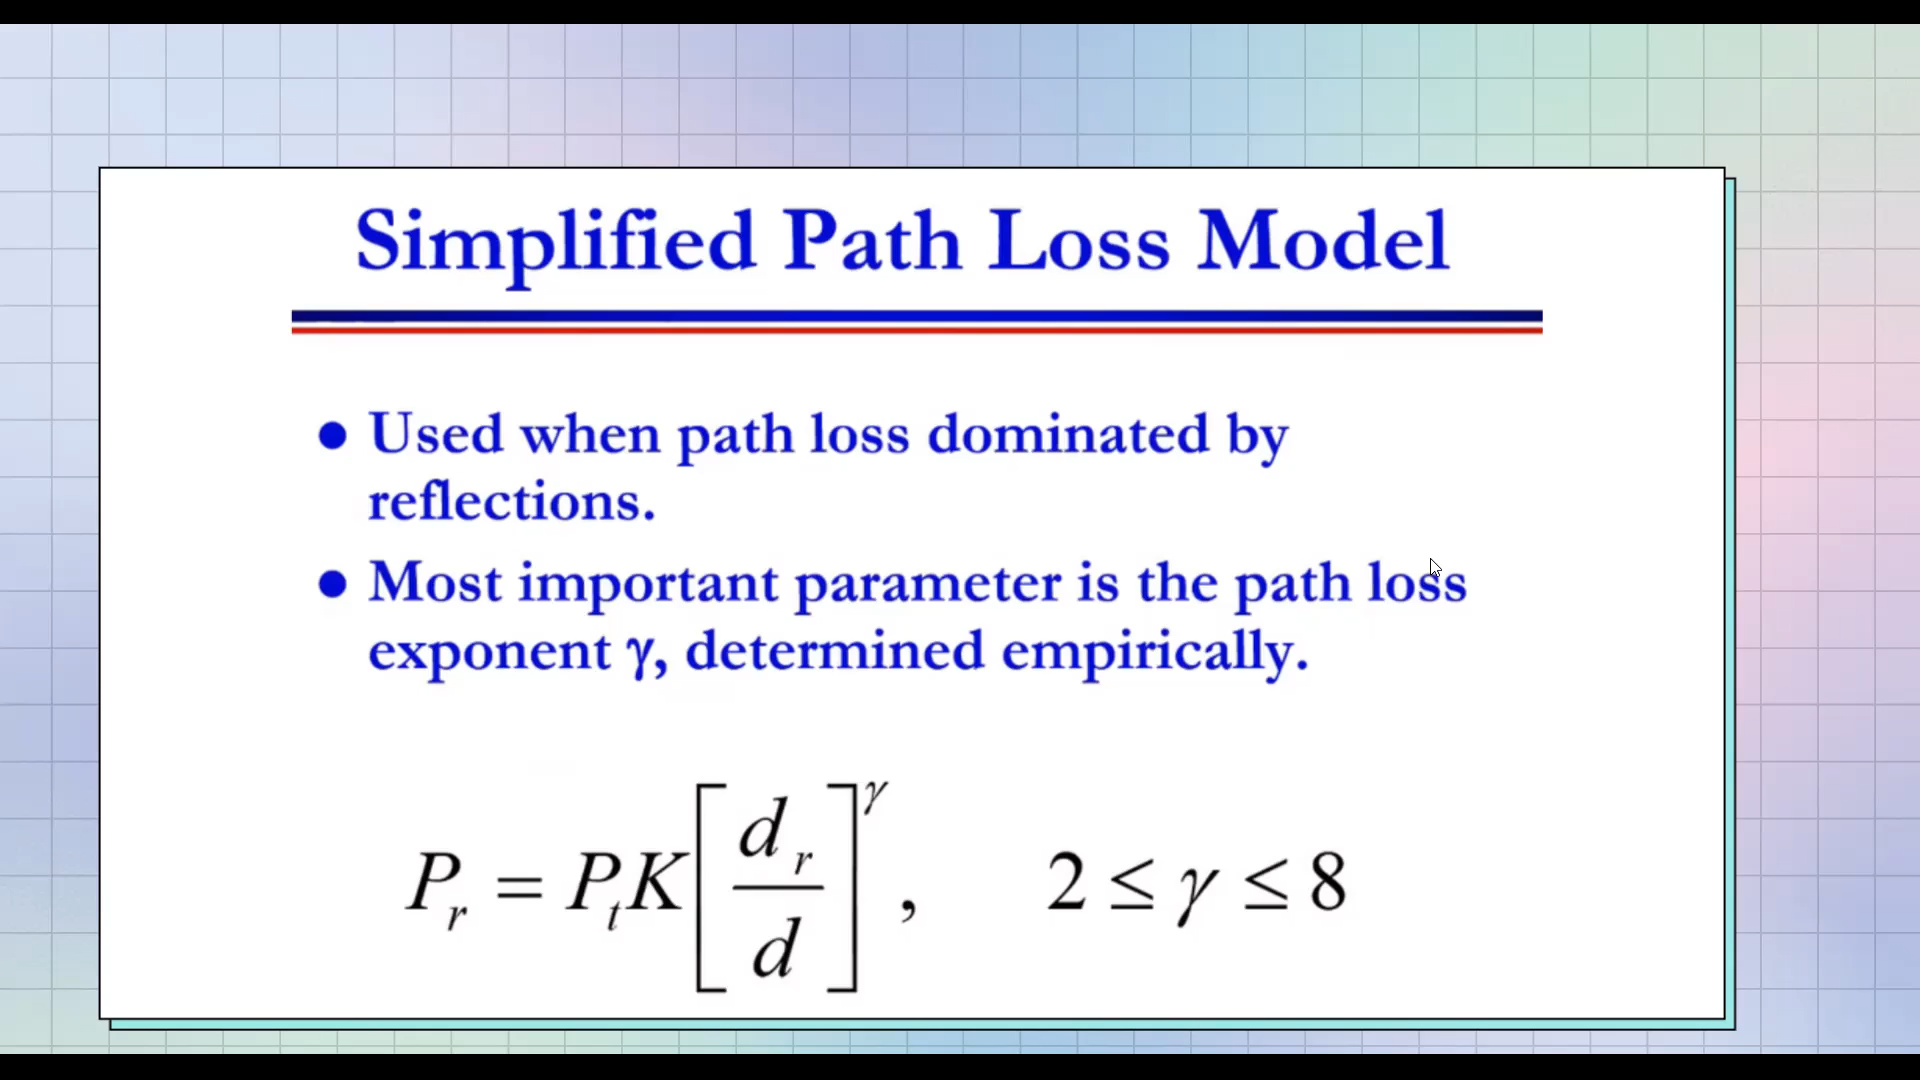 Simplified Path Loss Model
● Used when path loss dominated by
reflections.
● Most important parameter is the path loss
exponent γ, determined empirically.
P_r = P_t K [d_r / d]^γ , 2 ≤ γ ≤ 8